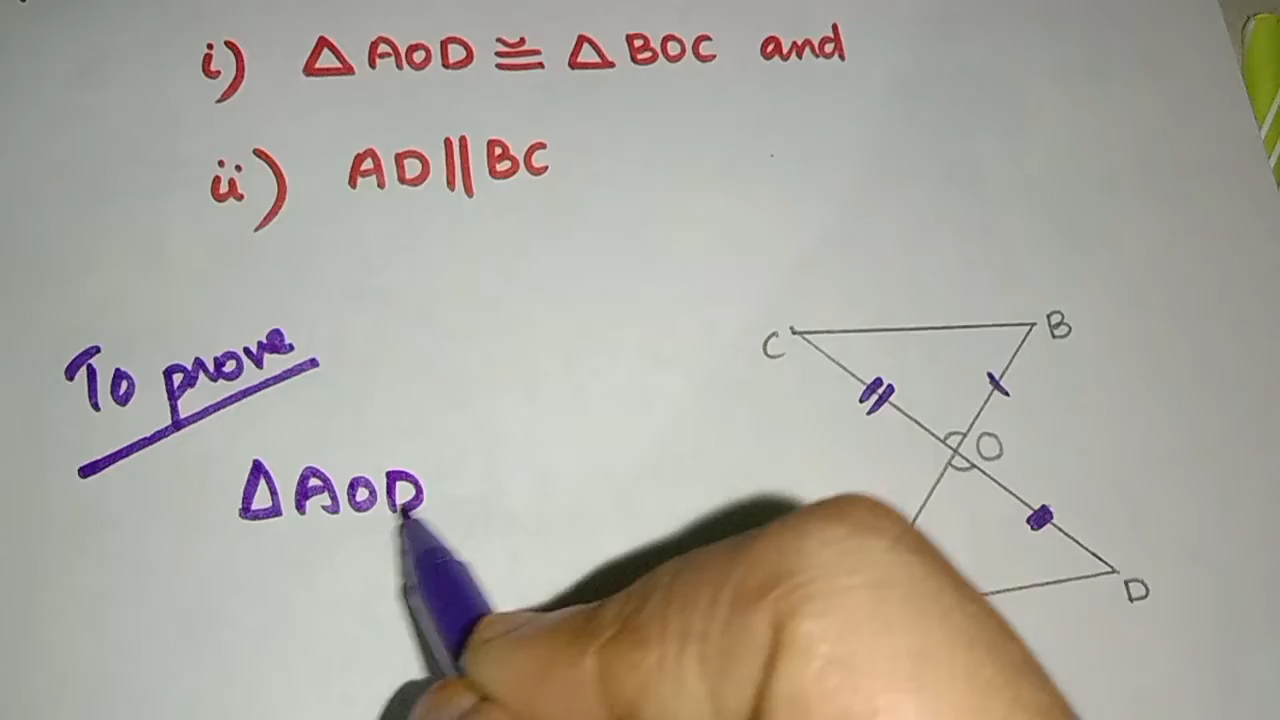 i) △AOD ≅ △BOC and
ii) AD||BC
To prove
△AOD
C
B
O
D